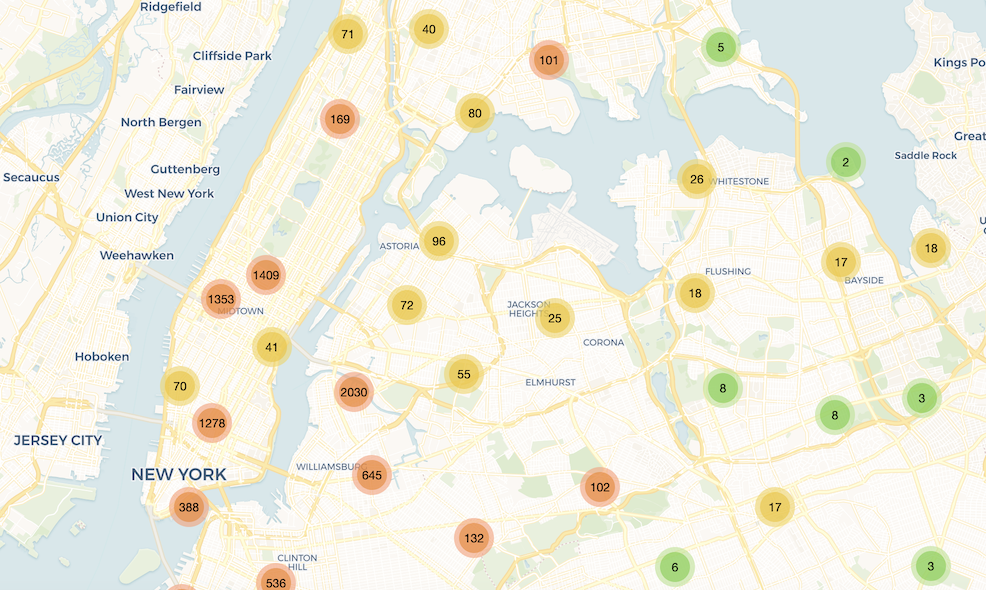 Ridgefield
71
40
5
Cliffside Park
101
Kings Po
Fairview
80
169
North Bergen
Great
Saddle Rock
2
Guttenberg
Secaucus
26
WHITESTONE
West New York
Union City
U
G
96
ASTORIA
18
Weehawken
17
1409
FLUSHING
BAYSIDE
18
1353
72
JACKSON
HEIGHTS
25
MIDTOWN
CORONA
41
Hoboken
55
ELMHURST
70
2030
8
3
8
1278
JERSEY CITY
WILLIAMSBURG
645
NEW YORK
102
388
17
132
CLINTON
HILL
6
3
536